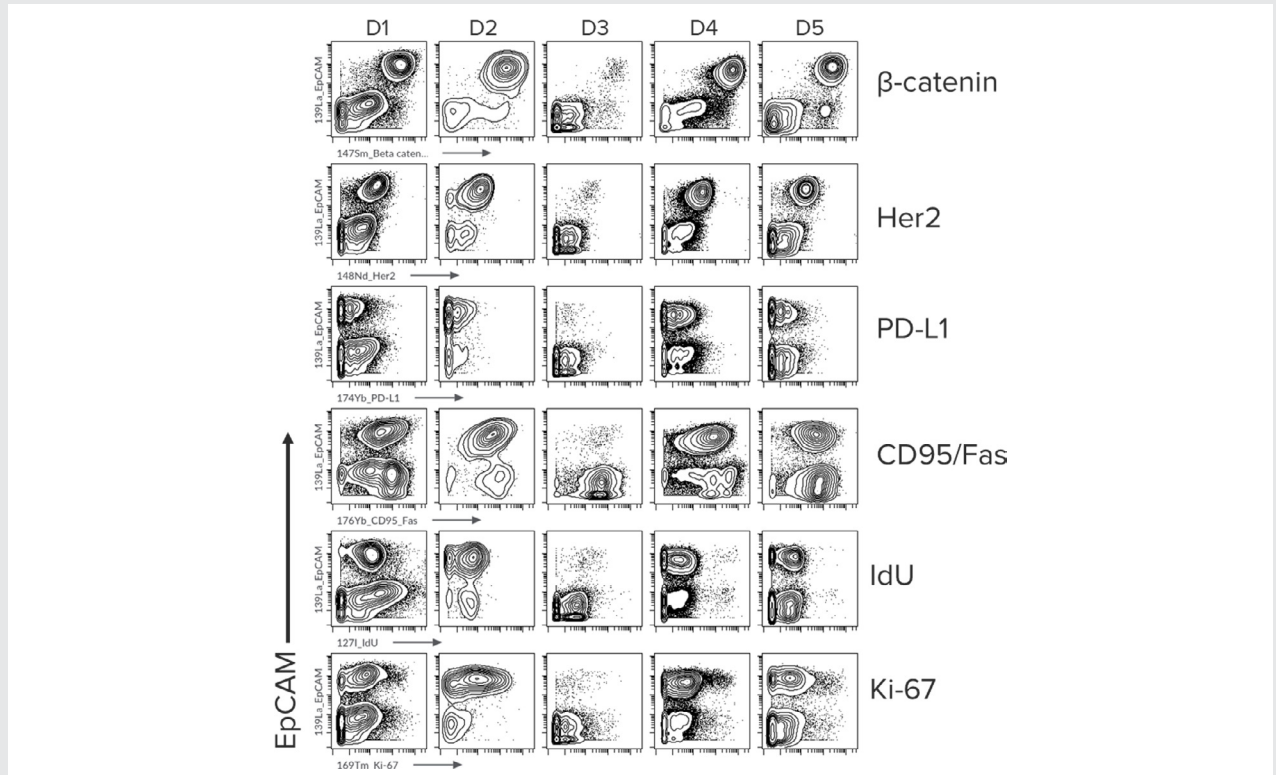 D1 D2 D3 D4 D5
139La_EpCAM
β-catenin
147Sm_Beta caten...
139La_EpCAM
Her2
148Nd_Her2
139La_EpCAM
PD-L1
174Yb_PD-L1
139La_EpCAM
CD95/Fas
176Yb_CD95_Fas
139La_EpCAM
IdU
127I_IdU
139La_EpCAM
Ki-67
169Tm_Ki-67
EpCAM